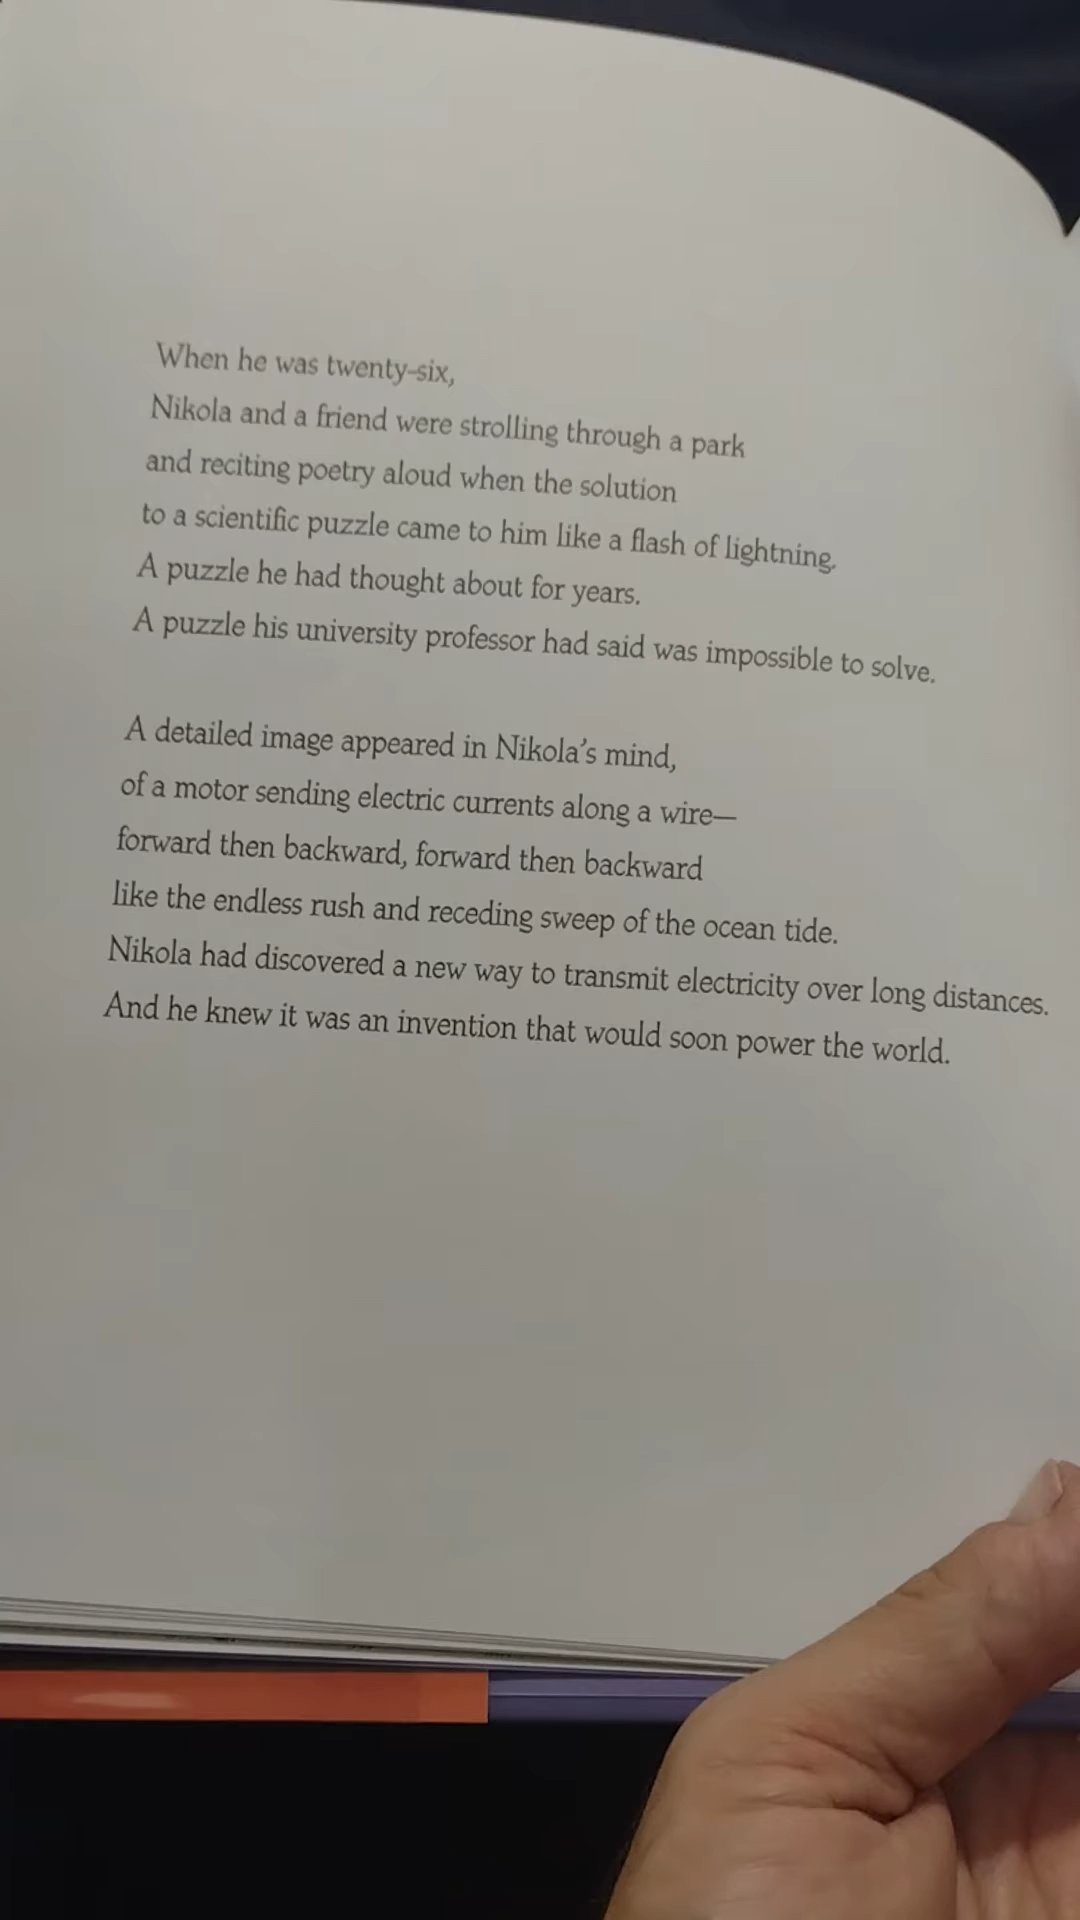 When he was twenty-six,
Nikola and a friend were strolling through a park
and reciting poetry aloud when the solution
to a scientific puzzle came to him like a flash of lightning.
A puzzle he had thought about for years.
A puzzle his university professor had said was impossible to solve.
A detailed image appeared in Nikola's mind,
of a motor sending electric currents along a wire—
forward then backward, forward then backward
like the endless rush and receding sweep of the ocean tide.
Nikola had discovered a new way to transmit electricity over long distances.
And he knew it was an invention that would soon power the world.